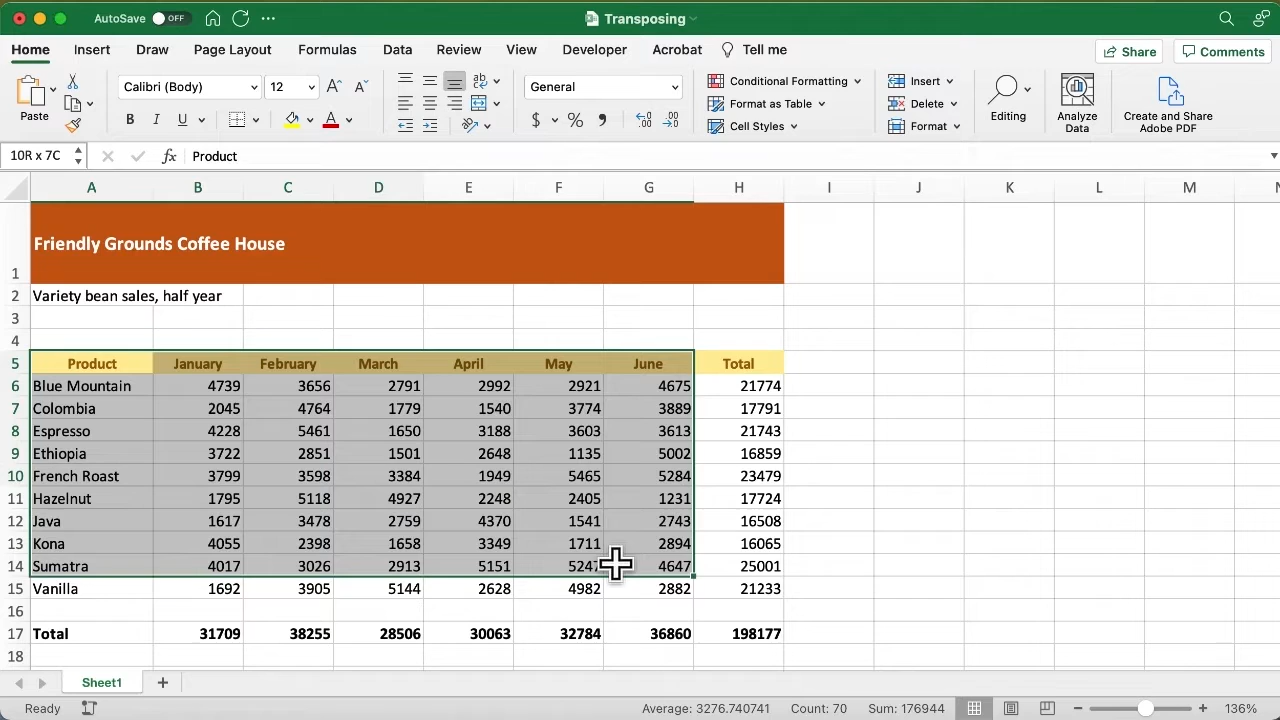 AutoSave OFF Transposing
Home Insert Draw Page Layout Formulas Data Review View Developer Acrobat Tell me Share Comments
Paste Calibri (Body) 12 General Conditional Formatting Format as Table Cell Styles Insert Delete Format Editing Analyze Data Create and Share Adobe PDF
10R x 7C fx Product
A B C D E F G H I J K L M
1 Friendly Grounds Coffee House
2 Variety bean sales, half year
3
4
5 Product January February March April May June Total
6 Blue Mountain 4739 3656 2791 2992 2921 4675 21774
7 Colombia 2045 4764 1779 1540 3774 3889 17791
8 Espresso 4228 5461 1650 3188 3603 3613 21743
9 Ethiopia 3722 2851 1501 2648 1135 5002 16859
10 French Roast 3799 3598 3384 1949 5465 5284 23479
11 Hazelnut 1795 5118 4927 2248 2405 1231 17724
12 Java 1617 3478 2759 4370 1541 2743 16508
13 Kona 4055 2398 1658 3349 1711 2894 16065
14 Sumatra 4017 3026 2913 5151 5247 4647 25001
15 Vanilla 1692 3905 5144 2628 4982 2882 21233
16
17 Total 31709 38255 28506 30063 32784 36860 198177
18
Sheet1
Ready Average: 3276.740741 Count: 70 Sum: 176944 136%